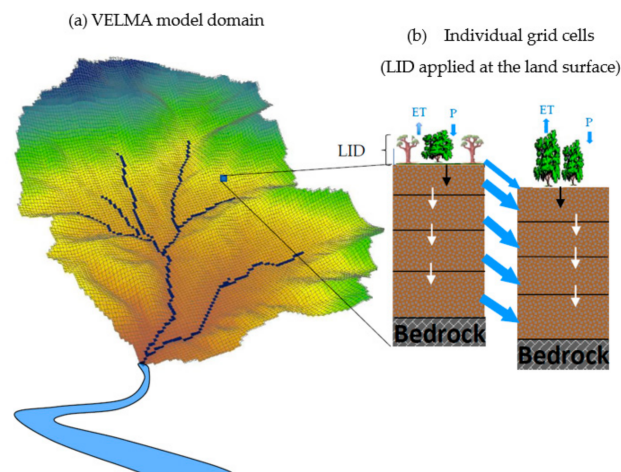 (a) VELMA model domain
(b) Individual grid cells
(LID applied at the land surface)
ET
P
LID
ET
P
Bedrock
Bedrock